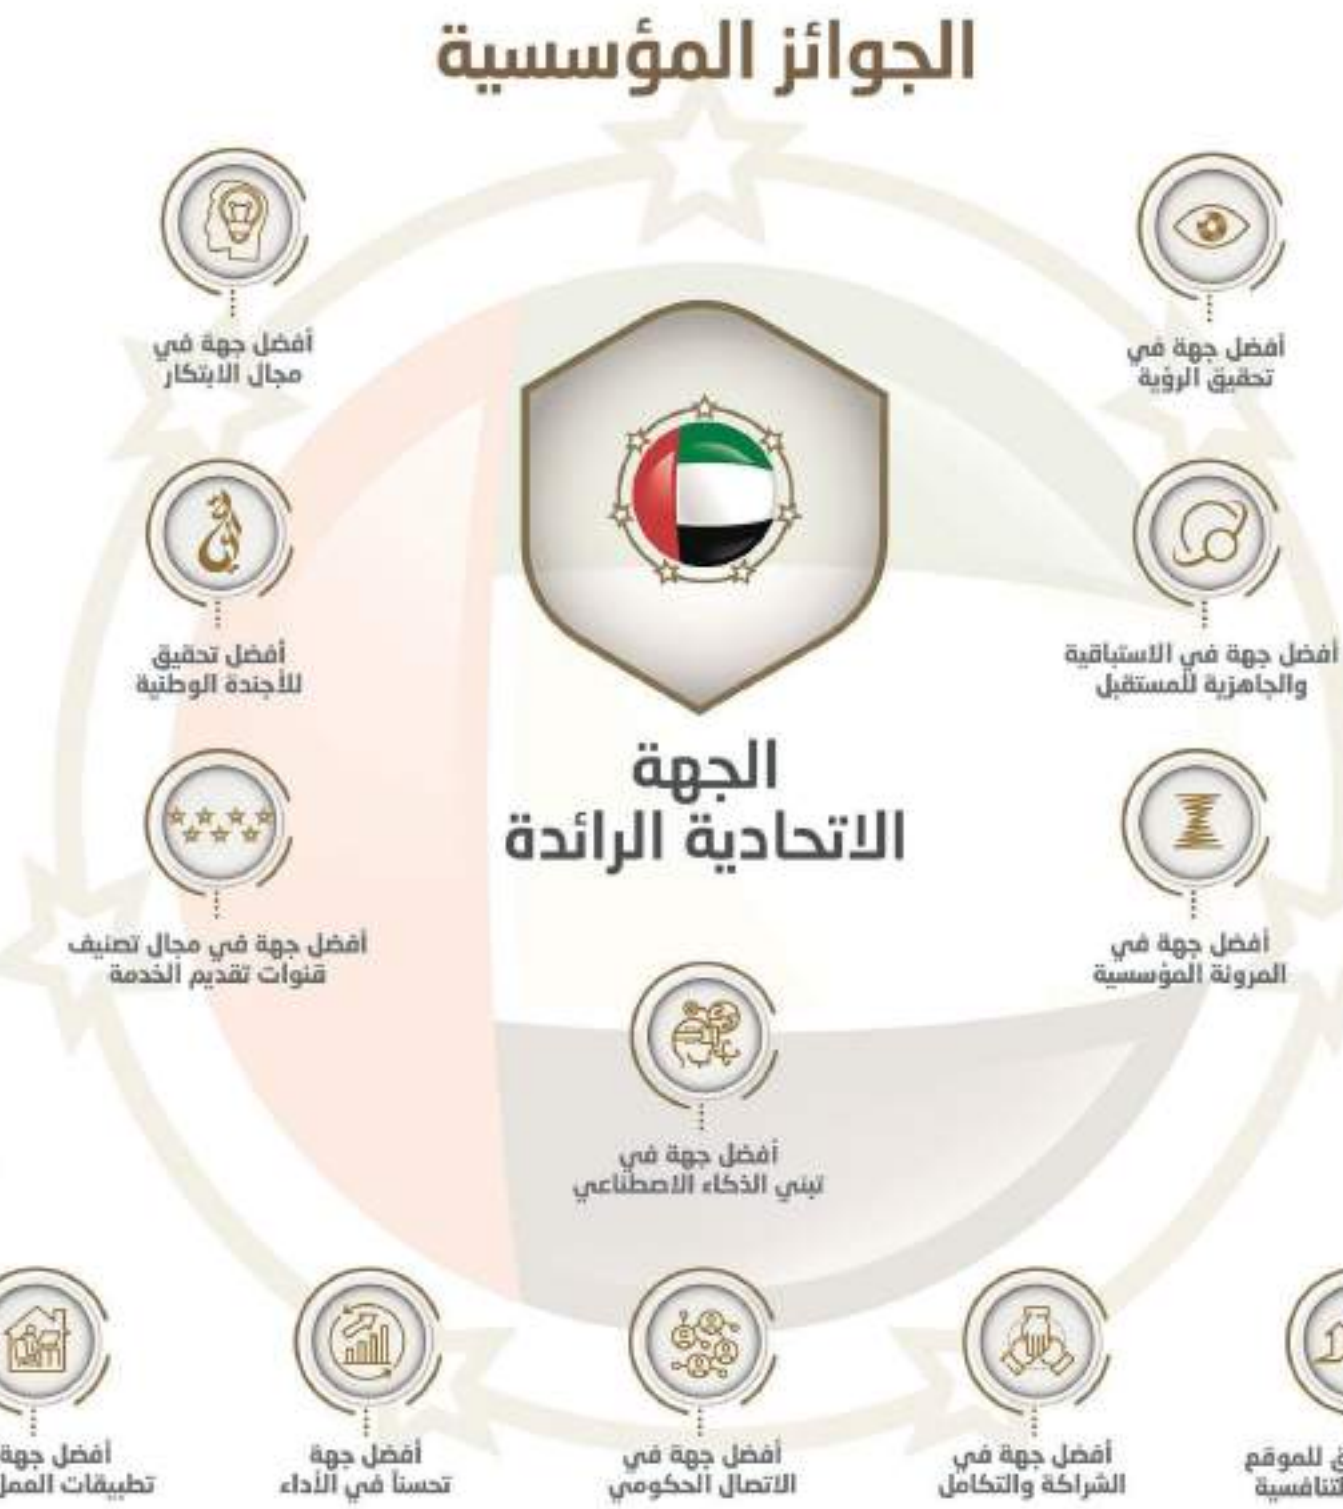 الجوائز المؤسسية
أفضل جهة في
تحقيق الرؤية
أفضل جهة في
مجال الابتكار
أفضل جهة في الاستباقية
والجاهزية للمستقبل
أفضل تحقيق
للأجندة الوطنية
الجهة
الاتحادية الرائدة
أفضل جهة في
المرونة المؤسسية
أفضل جهة في مجال تصنيف
قنوات تقديم الخدمة
أفضل جهة في
تبني الذكاء الاصطناعي
للموقع
أفضل جهة في
الشراكة والتكامل
أفضل جهة في
الاتصال الحكومي
أفضل جهة
تحسناً في الأداء
أفضل جهة
تطبيقات